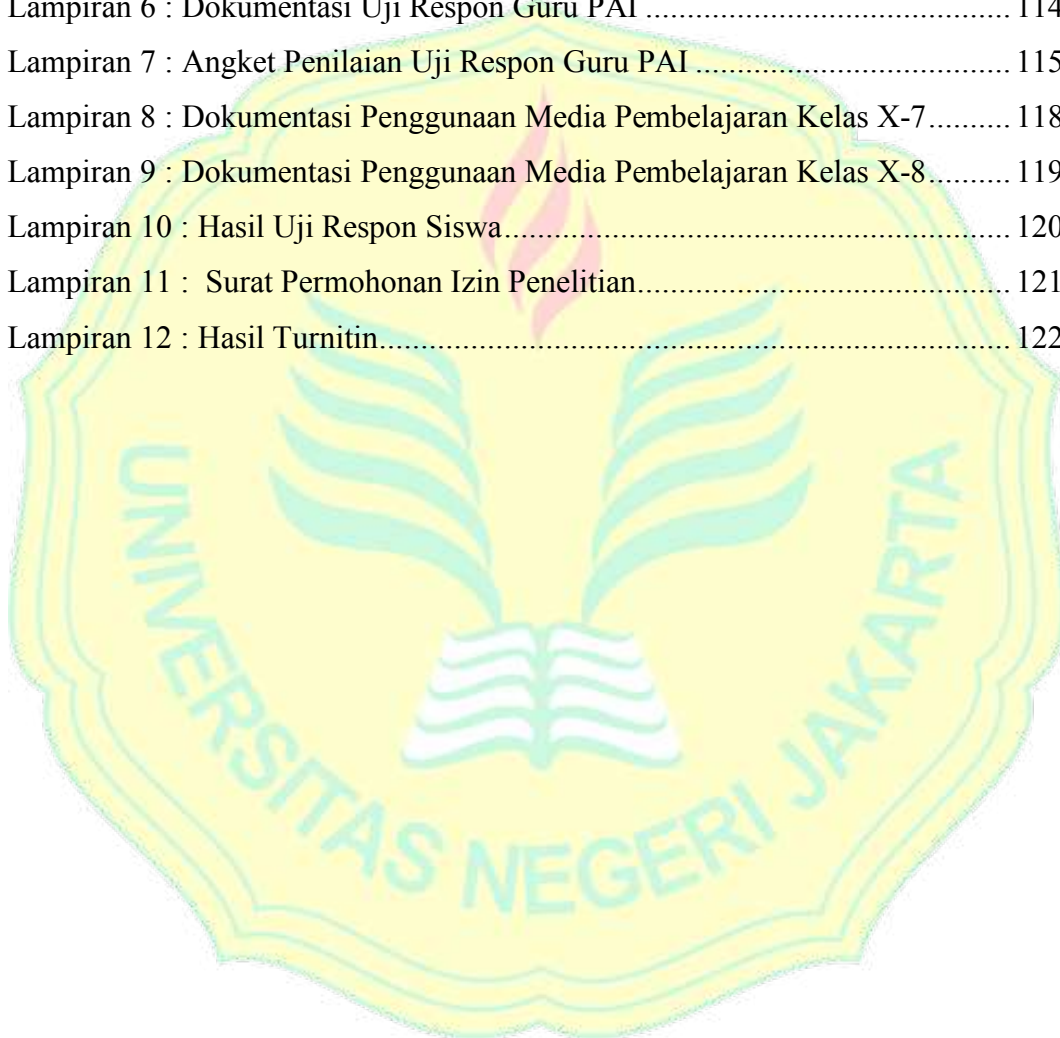 Lampiran 6 : Dokumentasi Uji Respon Guru PAI ............................................. 114
Lampiran 7 : Angket Penilaian Uji Respon Guru PAI ....................................... 115
Lampiran 8 : Dokumentasi Penggunaan Media Pembelajaran Kelas X-7.......... 118
Lampiran 9 : Dokumentasi Penggunaan Media Pembelajaran Kelas X-8.......... 119
Lampiran 10 : Hasil Uji Respon Siswa............................................................... 120
Lampiran 11 :  Surat Permohonan Izin Penelitian.............................................. 121
Lampiran 12 : Hasil Turnitin............................................................................... 122
UNIVERSITAS NEGERI JAKARTA